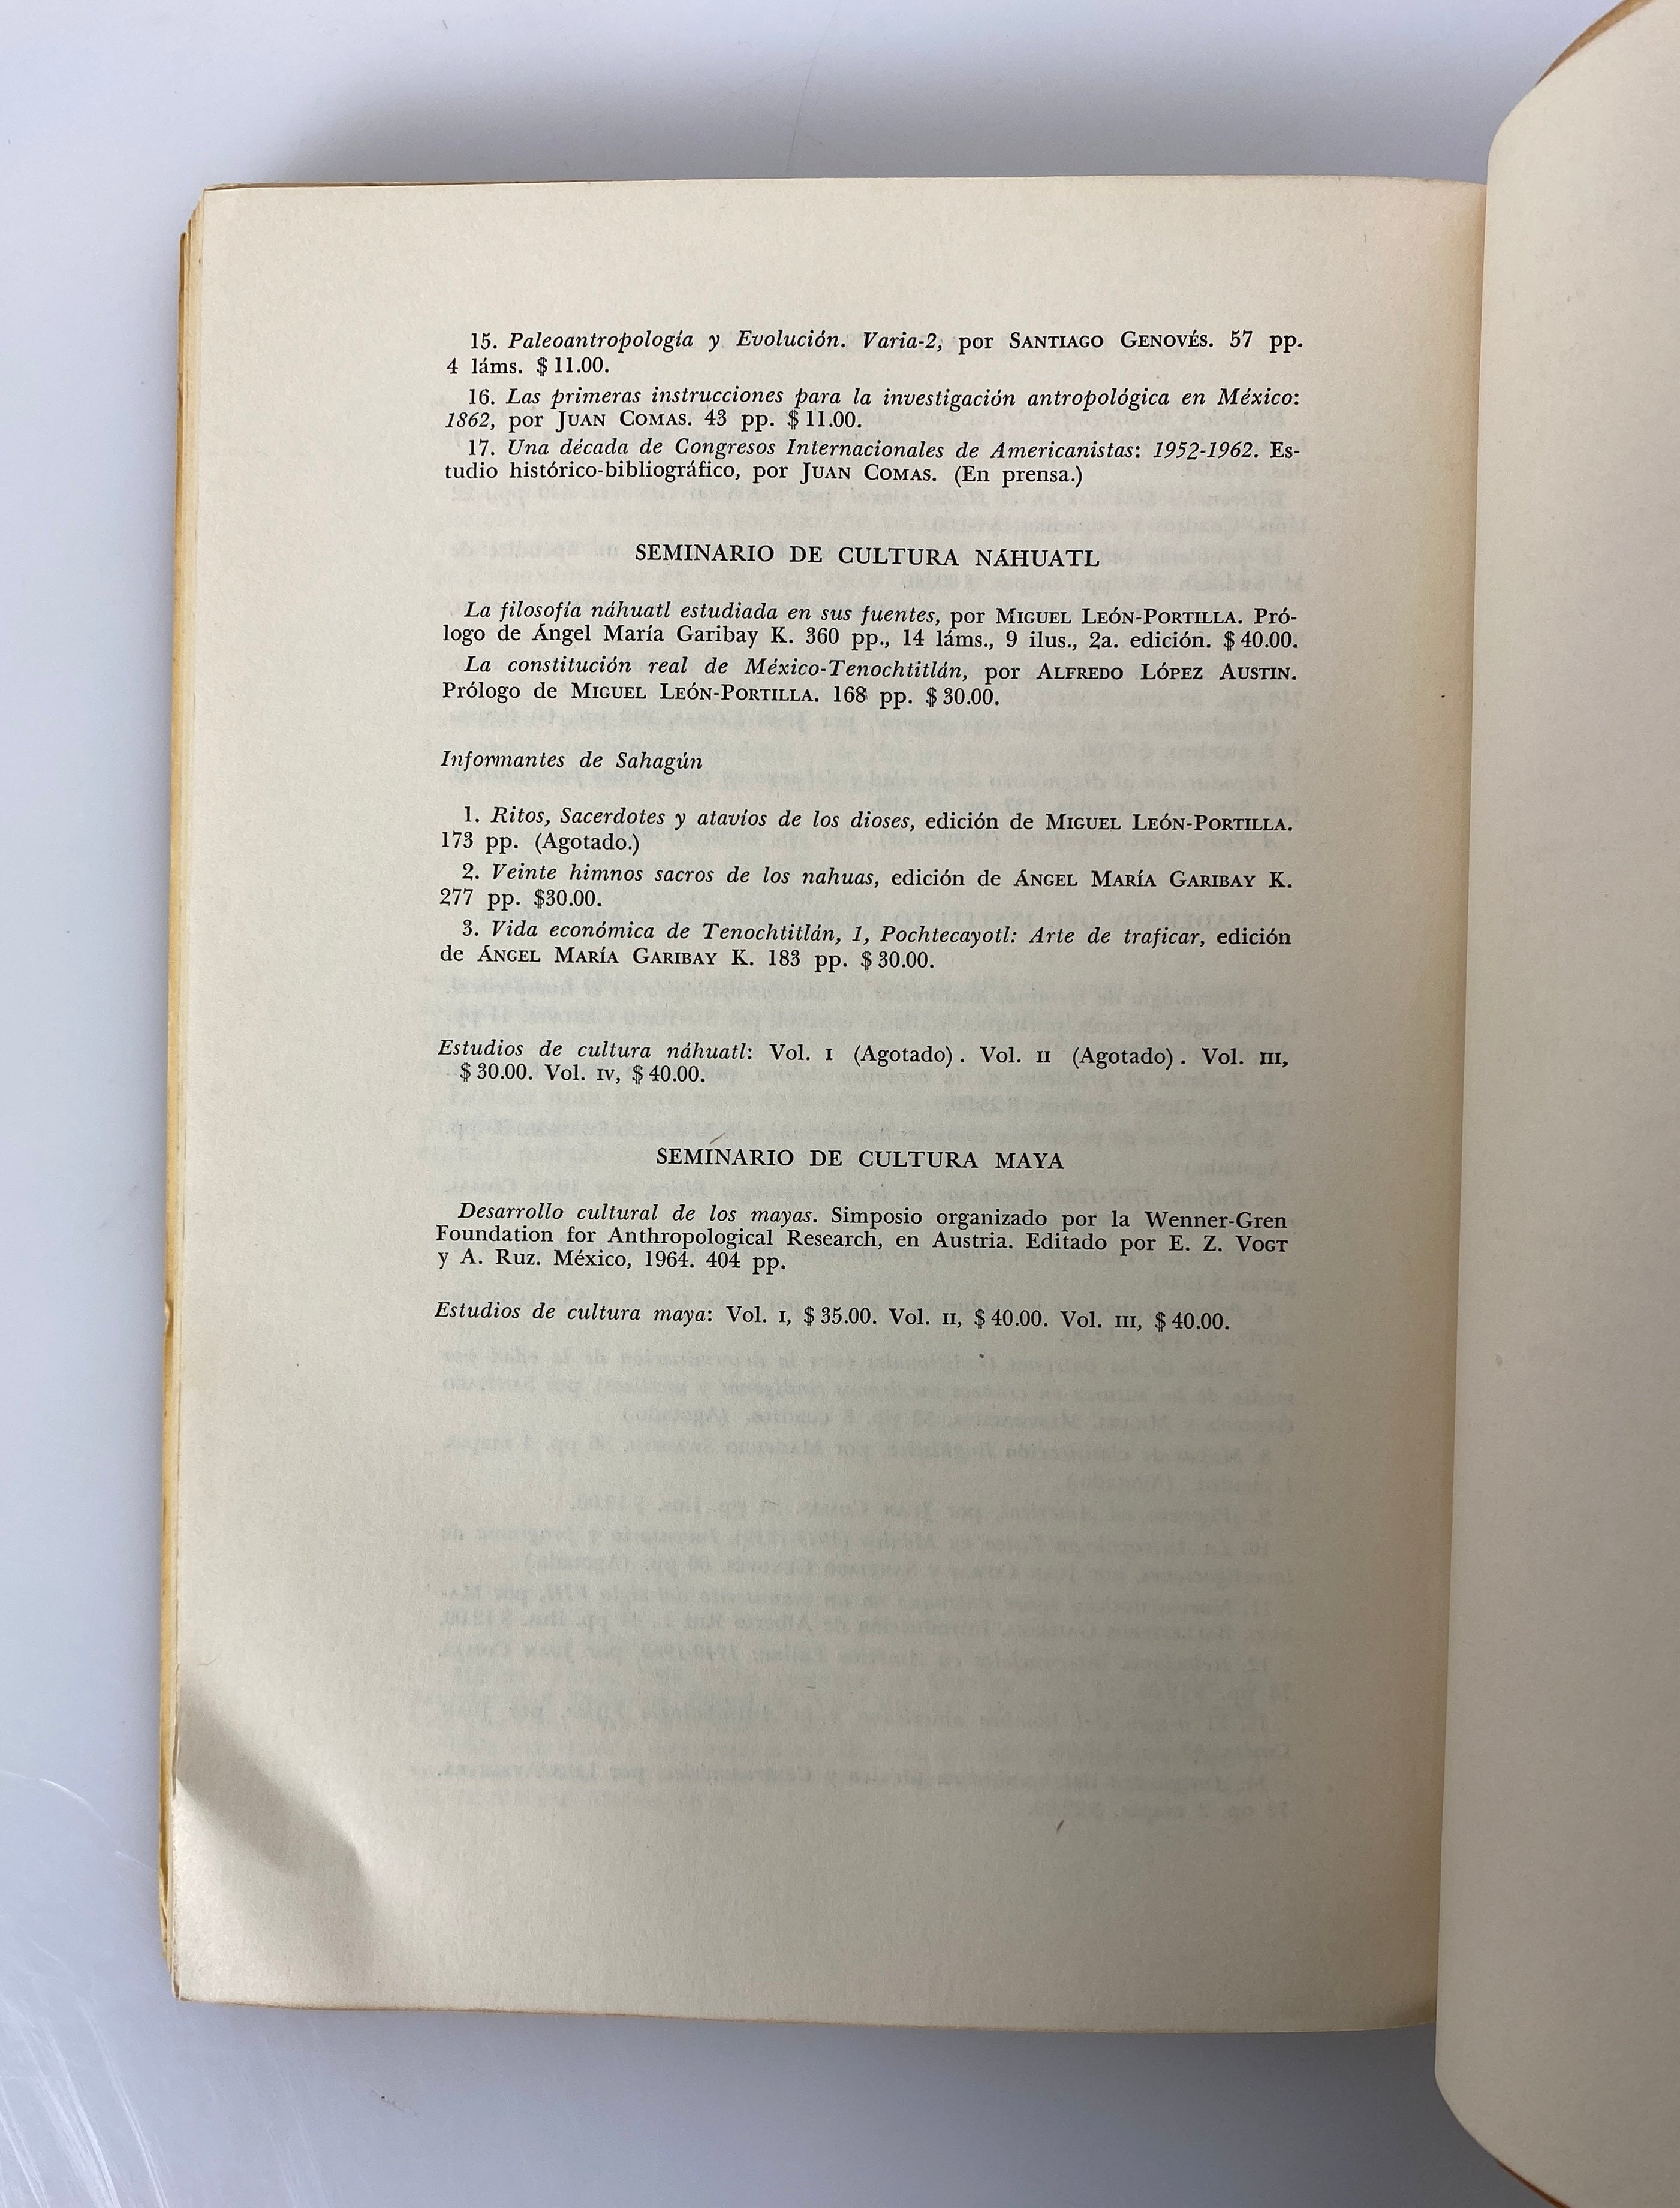 15. Paleoantropología y Evolución. Varia-2, por SANTIAGO GENOVÉS. 57 pp.
4 láms. $ 11.00.
16. Las primeras instrucciones para la investigación antropológica en México:
1862, por JUAN COMAS. 43 pp. $ 11.00.
17. Una década de Congresos Internacionales de Americanistas: 1952-1962. Es-
tudio histórico-bibliográfico, por JUAN COMAS. (En prensa.)
SEMINARIO DE CULTURA NÁHUATL
La filosofía náhuatl estudiada en sus fuentes, por MIGUEL LEÓN-PORTILLA. Pró-
logo de Ángel María Garibay K. 360 pp., 14 láms., 9 ilus., 2a. edición. $ 40.00.
La constitución real de México-Tenochtitlán, por ALFREDO LÓPEZ AUSTIN.
Prólogo de MIGUEL LEÓN-PORTILLA. 168 pp. $ 30.00.
Informantes de Sahagún
1. Ritos, Sacerdotes y atavíos de los dioses, edición de MIGUEL LEÓN-PORTILLA.
173 pp. (Agotado.)
2. Veinte himnos sacros de los nahuas, edición de ÁNGEL MARÍA GARIBAY K.
277 pp. $30.00.
3. Vida económica de Tenochtitlán, 1, Pochtecayotl: Arte de traficar, edición
de ÁNGEL MARÍA GARIBAY K. 183 pp. $ 30.00.
Estudios de cultura náhuatl: Vol. I (Agotado). Vol. II (Agotado). Vol. III,
$ 30.00. Vol. IV, $ 40.00.
SEMINARIO DE CULTURA MAYA
Desarrollo cultural de los mayas. Simposio organizado por la Wenner-Gren
Foundation for Anthropological Research, en Austria. Editado por E. Z. VOGT
y A. Ruz. México, 1964. 404 pp.
Estudios de cultura maya: Vol. I, $ 35.00. Vol. II, $ 40.00. Vol. III, $ 40.00.